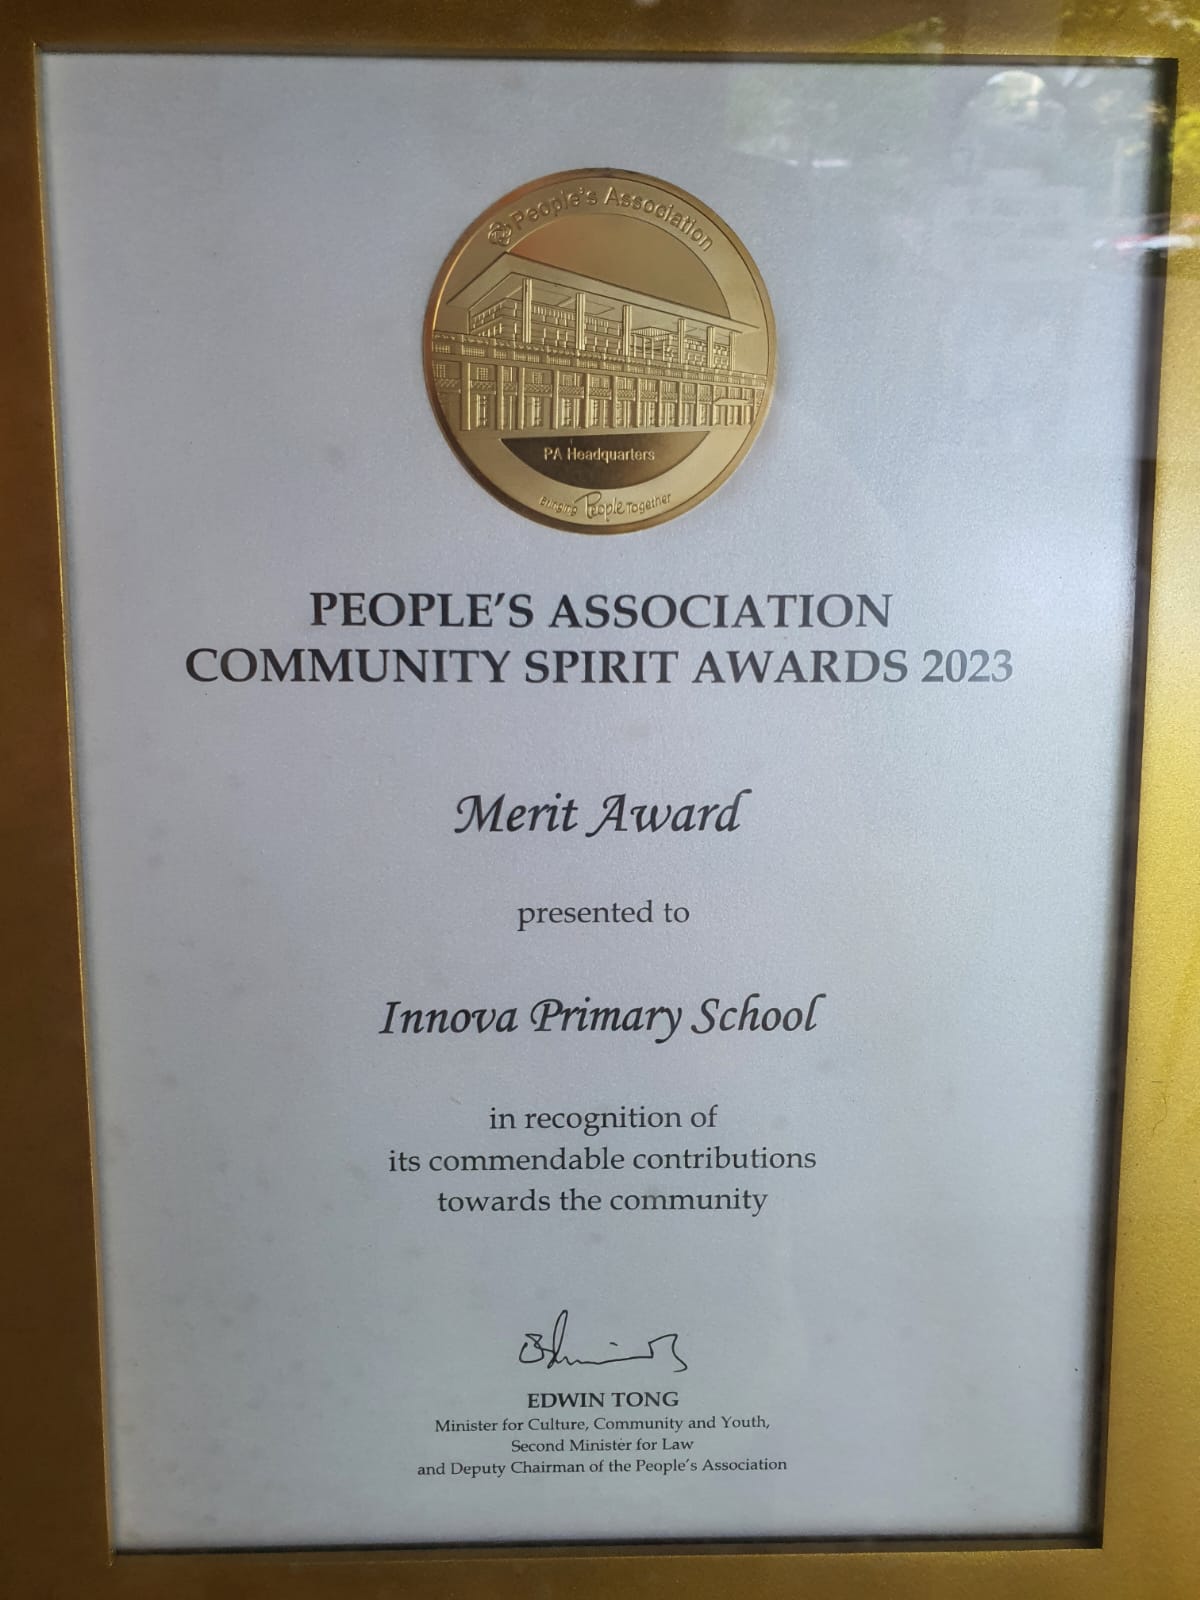 People's Association
PA Headquarters
Bringing People Together
PEOPLE'S ASSOCIATION
COMMUNITY SPIRIT AWARDS 2023
Merit Award
presented to
Innova Primary School
in recognition of
its commendable contributions
towards the community
EDWIN TONG
Minister for Culture, Community and Youth,
Second Minister for Law
and Deputy Chairman of the People's Association